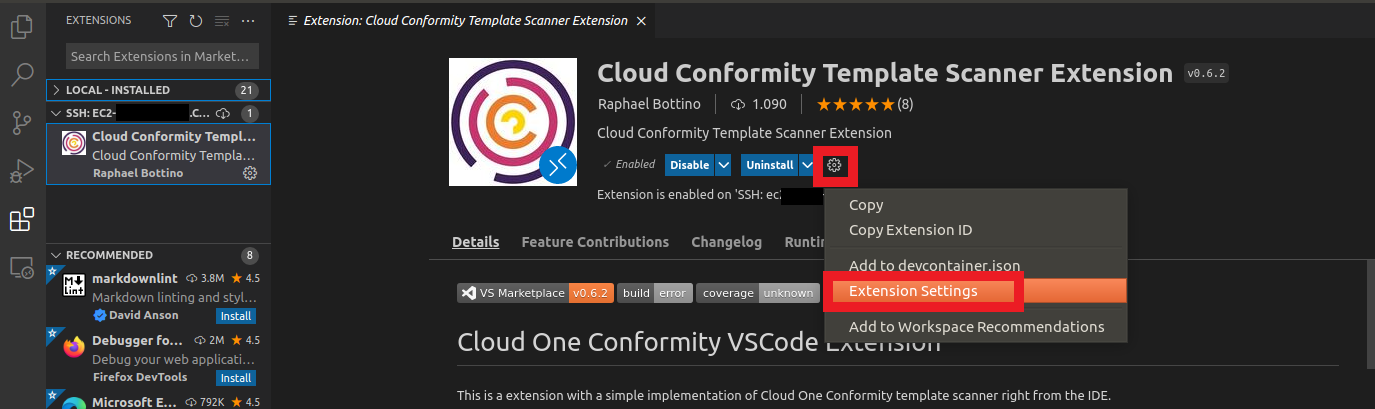 EXTENSIONS
Search Extensions in Market...
LOCAL - INSTALLED 21
SSH: EC2- .C... 1
Cloud Conformity Templ...
Cloud Conformity Templa...
Raphael Bottino
RECOMMENDED 8
markdownlint 3.8M 4.5
Markdown linting and styl...
David Anson Install
Debugger fo... 2M 4.5
Debug your web applicati...
Firefox DevTools Install
Microsoft E... 792K 4.5
Extension: Cloud Conformity Template Scanner Extension
Cloud Conformity Template Scanner Extension v0.6.2
Raphael Bottino 1.090 (8)
Cloud Conformity Template Scanner Extension
Enabled Disable Uninstall
Extension is enabled on 'SSH: ec2
Details Feature Contributions Changelog Runti
Copy
Copy Extension ID
Add to devcontainer.json
Extension Settings
Add to Workspace Recommendations
VS Marketplace v0.6.2 build error coverage unknown
Cloud One Conformity VSCode Extension
This is a extension with a simple implementation of Cloud One Conformity template scanner right from the IDE.